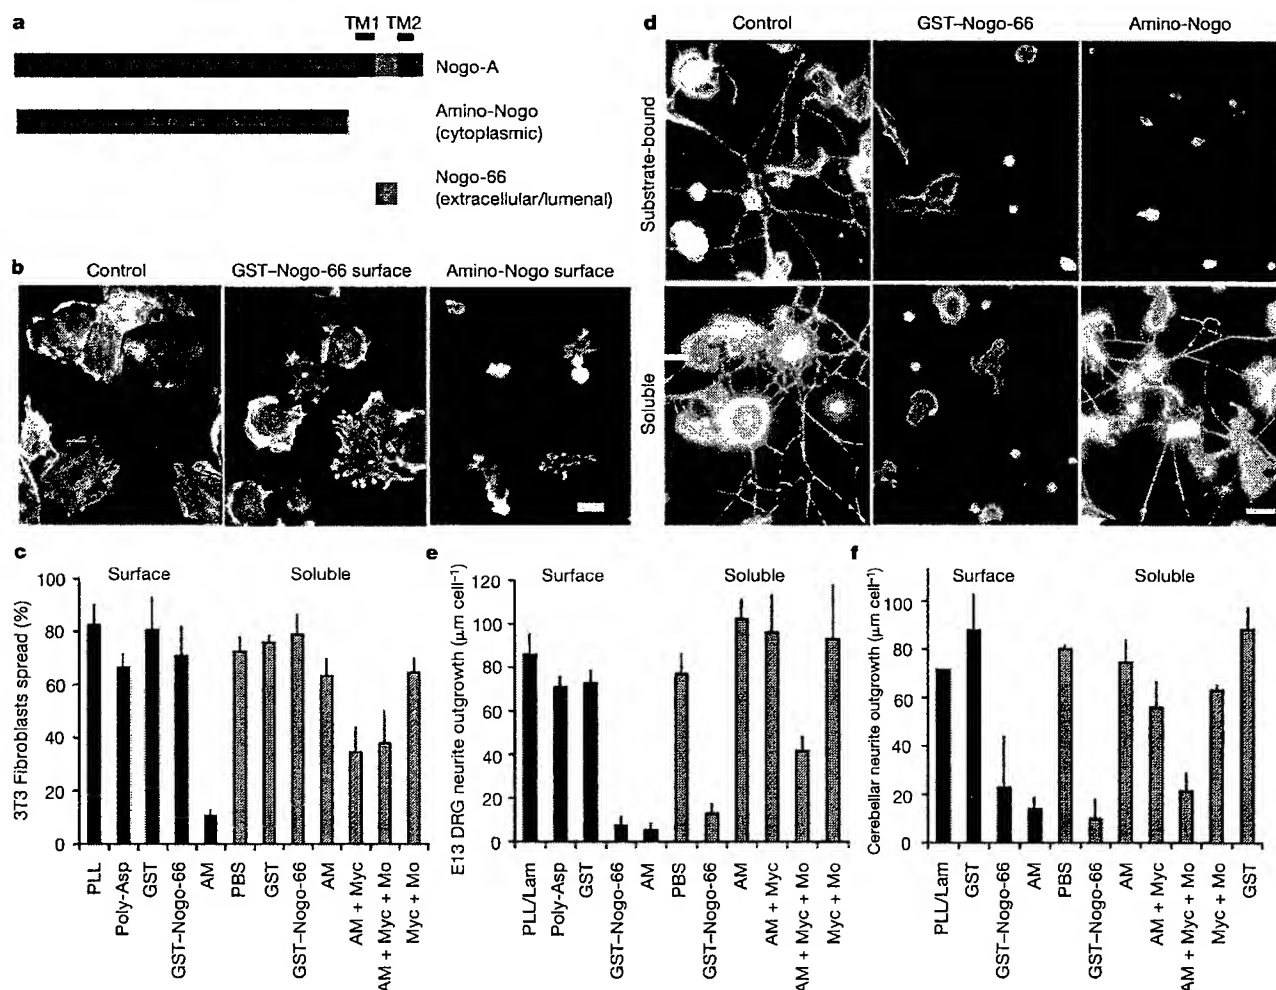 a
TM1 TM2
Nogo-A
Amino-Nogo
(cytoplasmic)
Nogo-66
(extracellular/lumenal)
b
Control
GST–Nogo-66 surface
Amino-Nogo surface
c
Surface
Soluble
3T3 Fibroblasts spread (%)
100
80
60
40
20
0
PLL
Poly-Asp
GST
GST–Nogo-66
AM
PBS
GST
GST–Nogo-66
AM
AM + Myc
AM + Myc + Mo
Myc + Mo
d
Control
GST–Nogo-66
Amino-Nogo
Substrate-bound
Soluble
e
Surface
Soluble
E13 DRG neurite outgrowth (μm cell⁻¹)
120
100
80
60
40
20
0
PLL/Lam
Poly-Asp
GST
GST–Nogo-66
AM
PBS
GST–Nogo-66
AM
AM + Myc
AM + Myc + Mo
Myc + Mo
f
Surface
Soluble
Cerebellar neurite outgrowth (μm cell⁻¹)
100
80
60
40
20
0
PLL/Lam
GST
GST–Nogo-66
AM
PBS
GST–Nogo-66
AM
AM + Myc
AM + Myc + Mo
Myc + Mo
GST